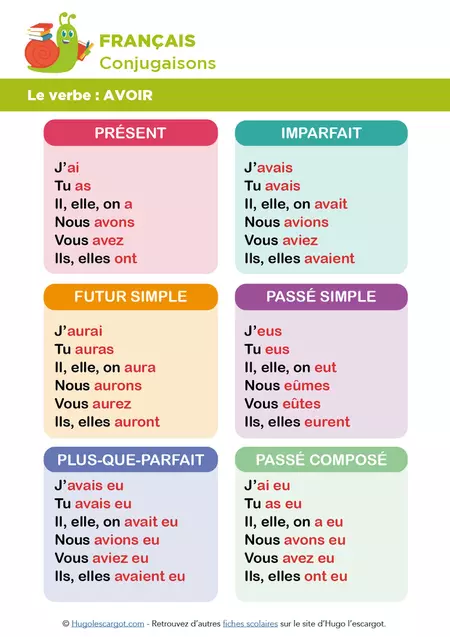 FRANÇAIS
Conjugaisons
Le verbe : AVOIR
PRÉSENT
J'ai
Tu as
Il, elle, on a
Nous avons
Vous avez
Ils, elles ont
IMPARFAIT
J'avais
Tu avais
Il, elle, on avait
Nous avions
Vous aviez
Ils, elles avaient
FUTUR SIMPLE
J'aurai
Tu auras
Il, elle, on aura
Nous aurons
Vous aurez
Ils, elles auront
PASSÉ SIMPLE
J'eus
Tu eus
Il, elle, on eut
Nous eûmes
Vous eûtes
Ils, elles eurent
PLUS-QUE-PARFAIT
J'avais eu
Tu avais eu
Il, elle, on avait eu
Nous avions eu
Vous aviez eu
Ils, elles avaient eu
PASSÉ COMPOSÉ
J'ai eu
Tu as eu
Il, elle, on a eu
Nous avons eu
Vous avez eu
Ils, elles ont eu
© Hugolescargot.com - Retrouvez d'autres fiches scolaires sur le site d'Hugo l'escargot.